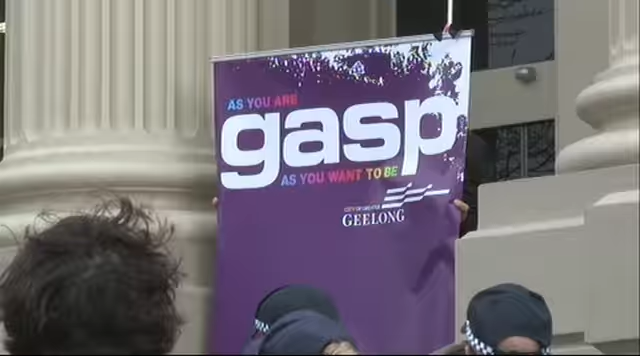 AS YOU ARE
gasp
AS YOU WANT TO BE
CITY OF GREATER
GEELONG